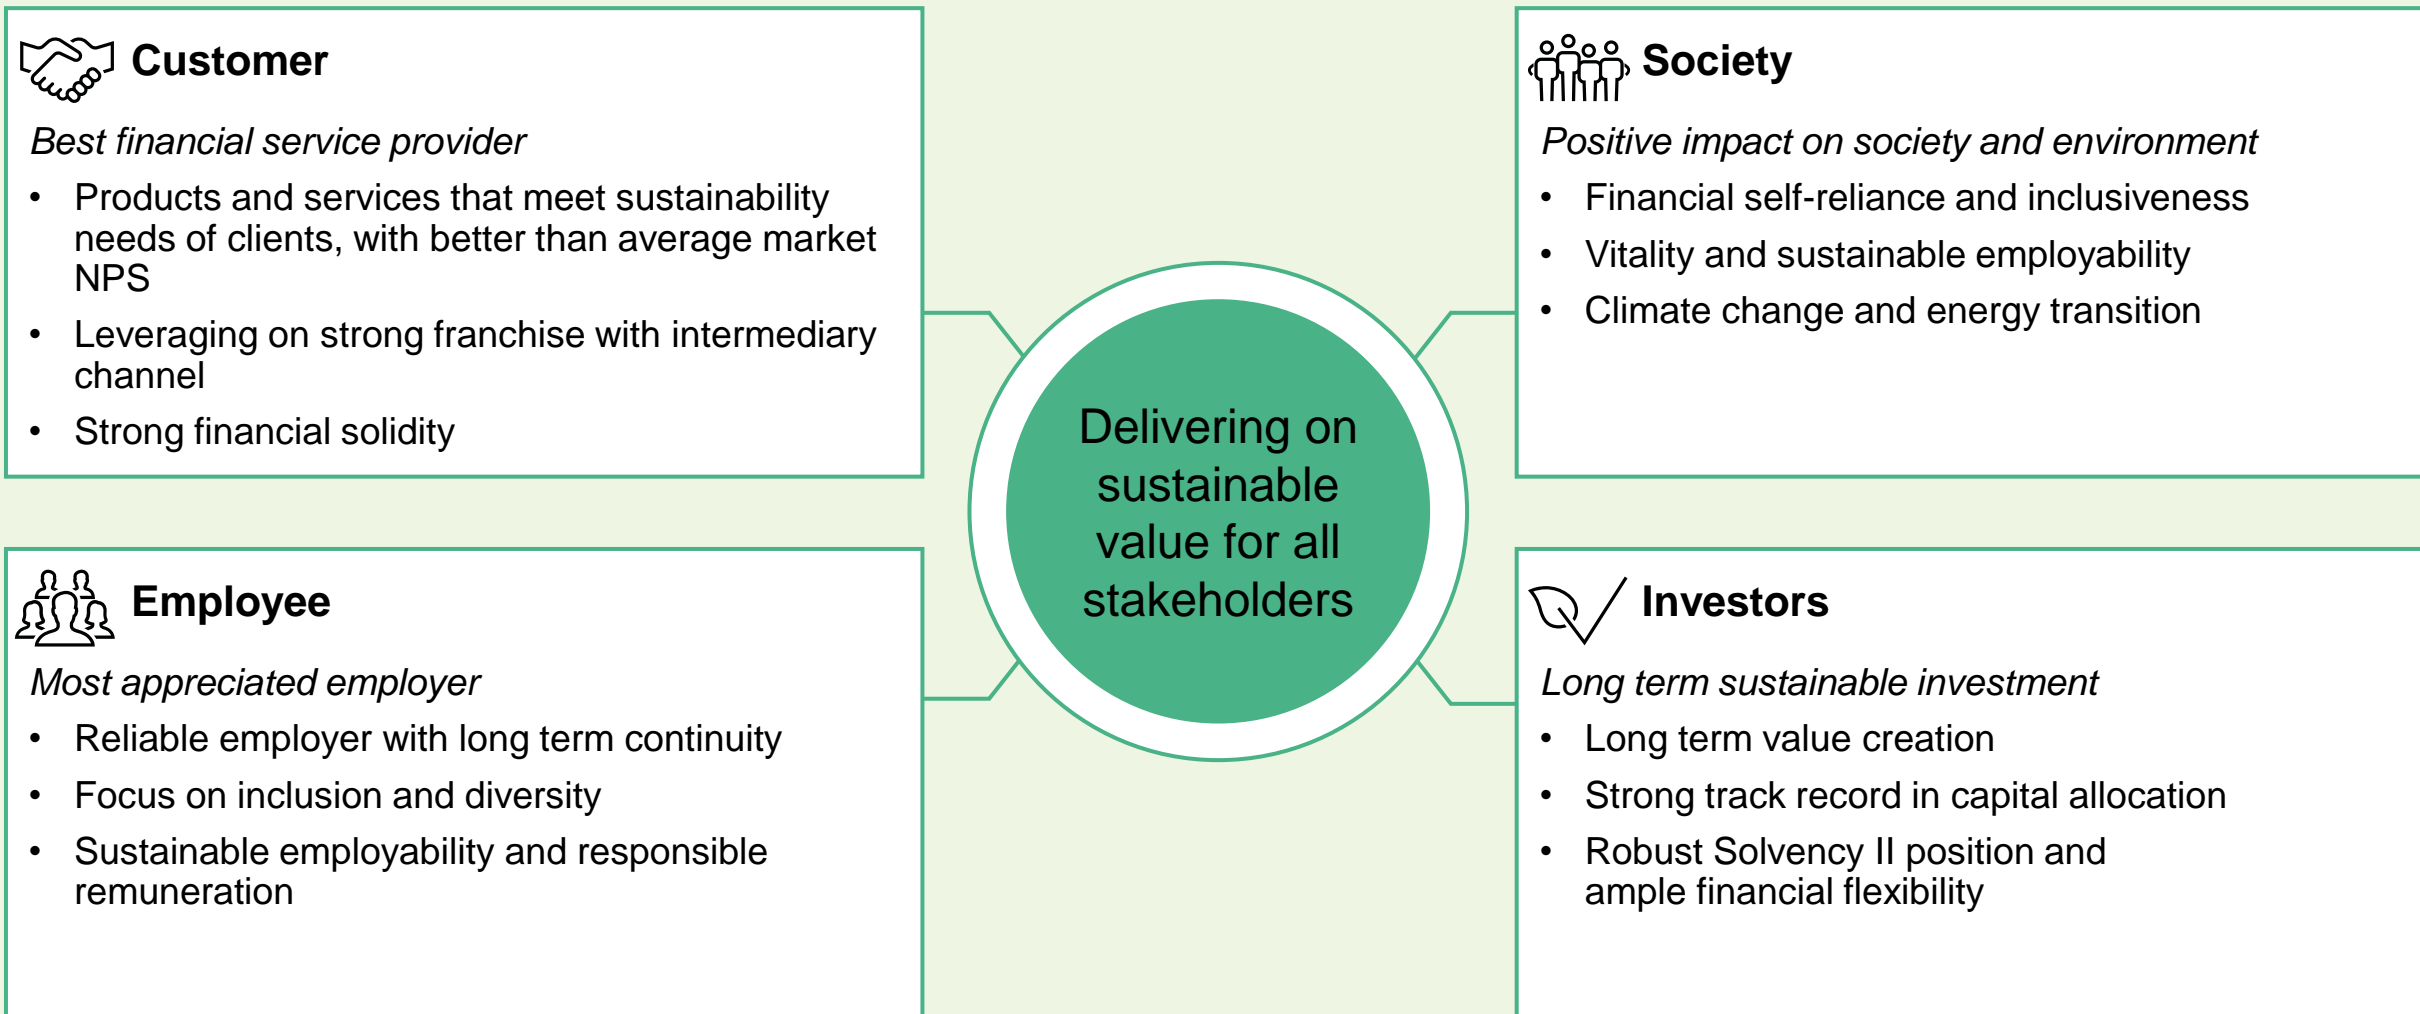 Customer
Best financial service provider
• Products and services that meet sustainability
needs of clients, with better than average market
NPS
• Leveraging on strong franchise with intermediary
channel
• Strong financial solidity
Society
Positive impact on society and environment
• Financial self-reliance and inclusiveness
• Vitality and sustainable employability
• Climate change and energy transition
Delivering on
sustainable
value for all
stakeholders
Employee
Most appreciated employer
• Reliable employer with long term continuity
• Focus on inclusion and diversity
• Sustainable employability and responsible
remuneration
Investors
Long term sustainable investment
• Long term value creation
• Strong track record in capital allocation
• Robust Solvency II position and
ample financial flexibility